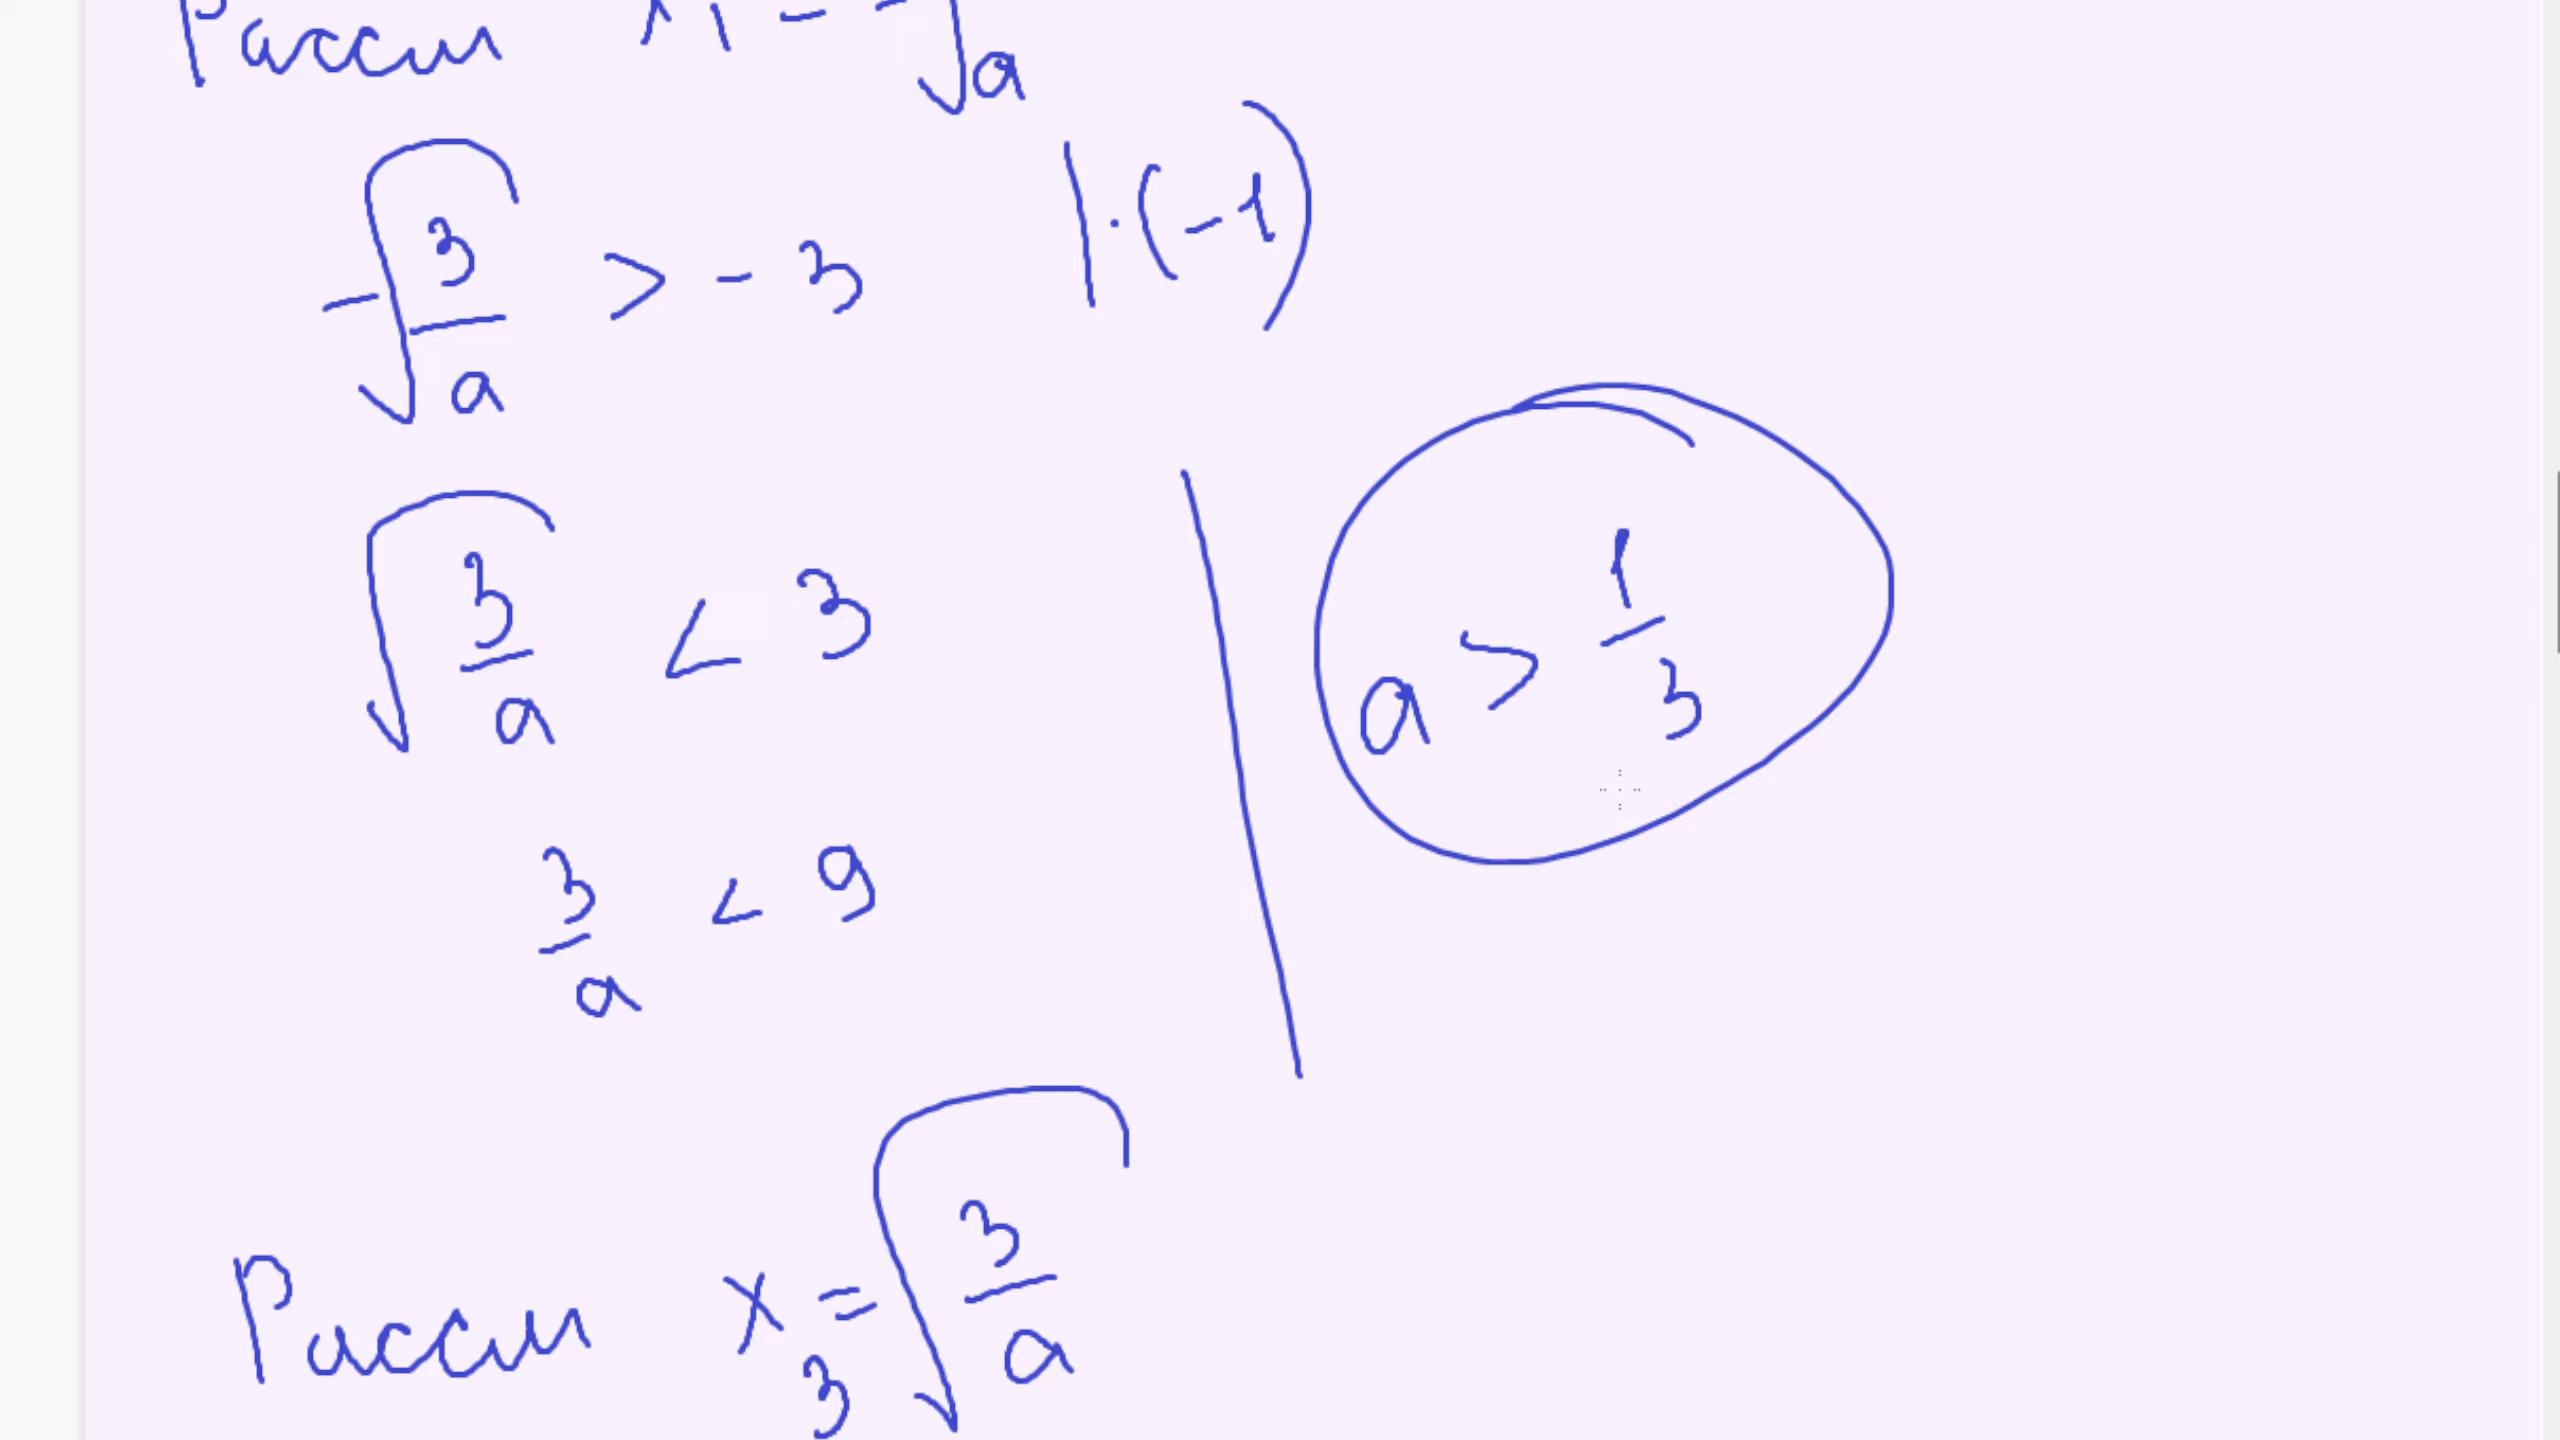 Рассм x₁ = -√a
-√(3/a) > -3 | · (-1)
√(3/a) < 3
3/a < 9
a > 1/3
Рассм x₃ = √(3/a)